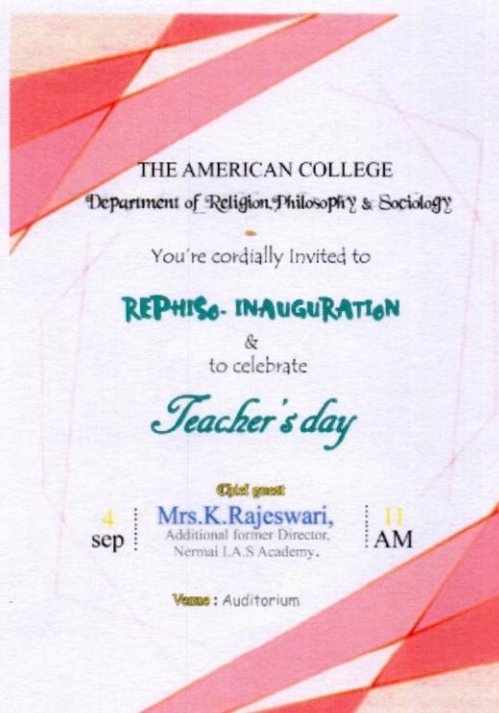 THE AMERICAN COLLEGE
Department of Religion,Philosophy & Sociology
You're cordially Invited to
REPHISO- INAUGURATION
&
to celebrate
Teacher's day
Chief guest
4
sep
Mrs.K.Rajeswari,
Additional former Director,
Nermai I.A.S Academy.
11
AM
Venue : Auditorium